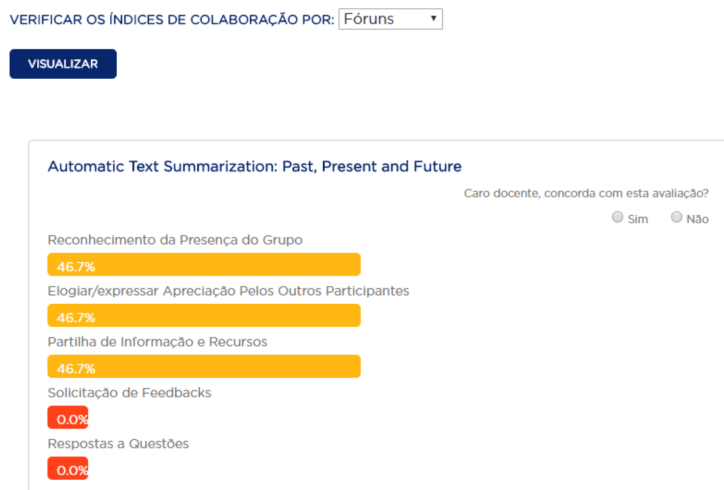 VERIFICAR OS ÍNDICES DE COLABORAÇÃO POR: Fóruns
VISUALIZAR
Automatic Text Summarization: Past, Present and Future
Caro docente, concorda com esta avaliação?
Sim Não
Reconhecimento da Presença do Grupo
46.7%
Elogiar/expressar Apreciação Pelos Outros Participantes
46.7%
Partilha de Informação e Recursos
46.7%
Solicitação de Feedbacks
0.0%
Respostas a Questões
0.0%